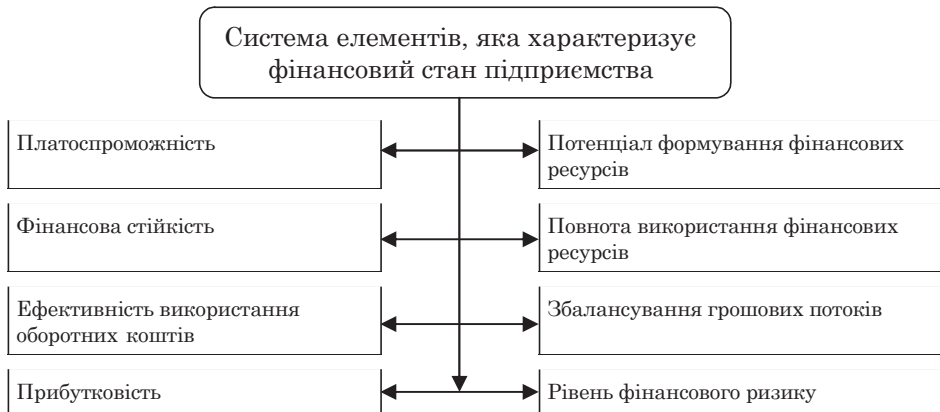 Система елементів, яка характеризує
фінансовий стан підприємства
Платоспроможність
Потенціал формування фінансових
ресурсів
Фінансова стійкість
Повнота використання фінансових
ресурсів
Ефективність використання
оборотних коштів
Збалансування грошових потоків
Прибутковість
Рівень фінансового ризику